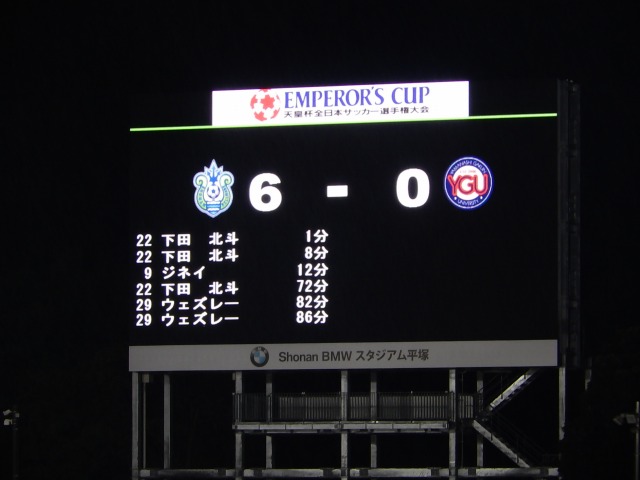 EMPEROR'S CUP
天皇杯全日本サッカー選手権大会
6 - 0
YGU
UNIVERSITY
22 下田 北斗 1分
22 下田 北斗 8分
9 ジネイ 12分
22 下田 北斗 72分
29 ウェズレー 82分
29 ウェズレー 86分
Shonan BMW スタジアム平塚